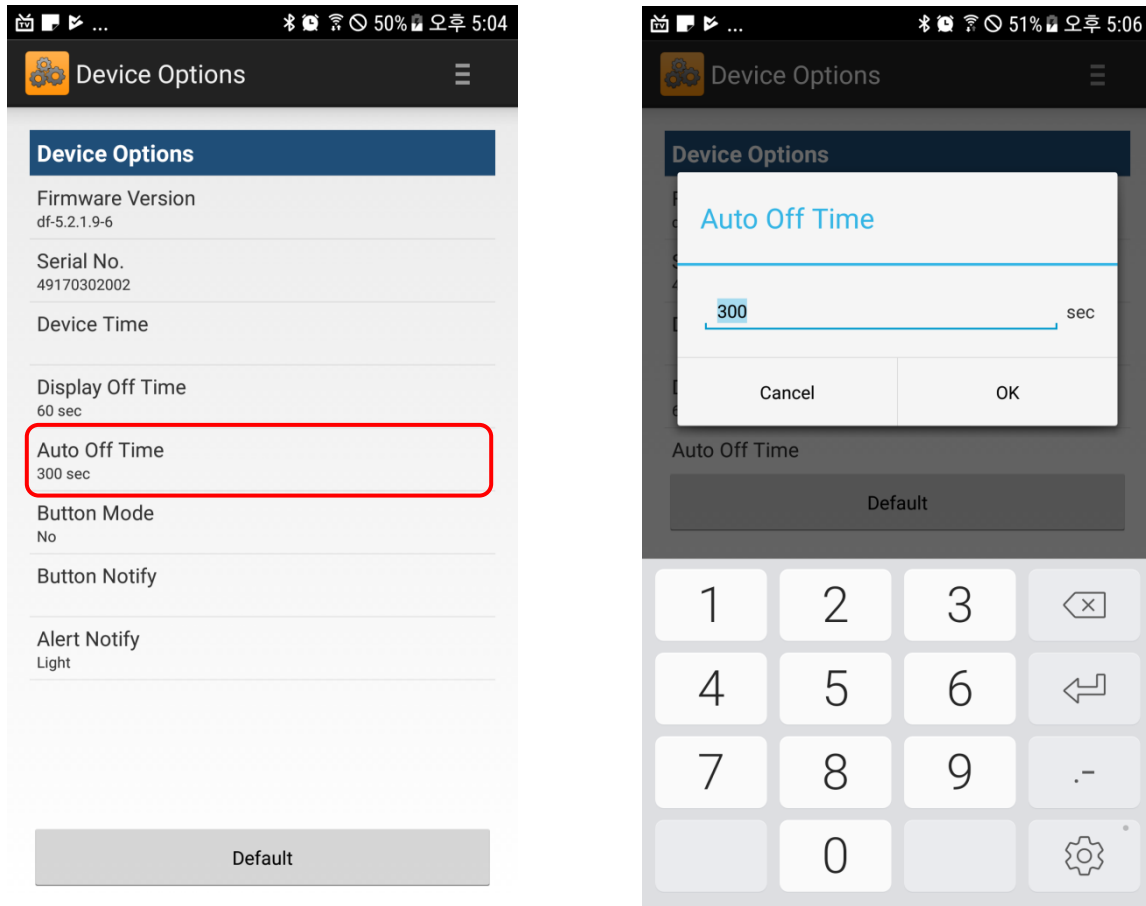 ... 50% 오후 5:04
Device Options
Device Options
Firmware Version
df-5.2.1.9-6
Serial No.
49170302002
Device Time
Display Off Time
60 sec
Auto Off Time
300 sec
Button Mode
No
Button Notify
Alert Notify
Light
Default
... 51% 오후 5:06
Device Options
Device Options
Auto Off Time
300 sec
Cancel OK
Auto Off Time
Default
1 2 3
4 5 6
7 8 9 .-
0